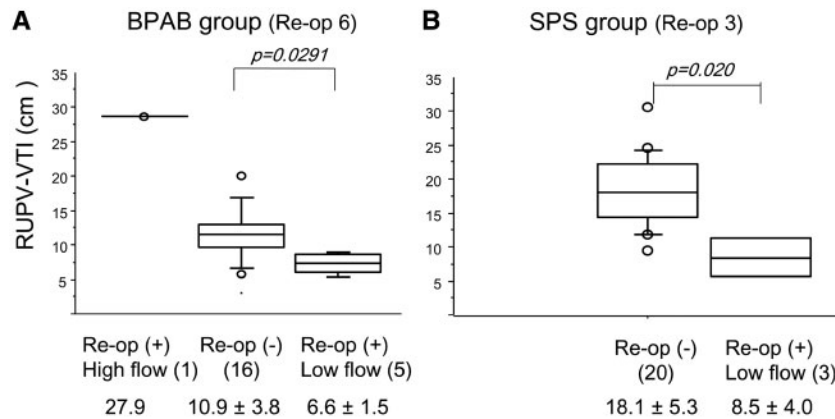 A BPAB group (Re-op 6)
p=0.0291
RUPV-VTI (cm)
35
30
25
20
15
10
5
Re-op (+) Re-op (-) Re-op (+)
High flow (1) (16) Low flow (5)
27.9 10.9 ± 3.8 6.6 ± 1.5
B SPS group (Re-op 3)
p=0.020
35
30
25
20
15
10
5
Re-op (-) Re-op (+)
(20) Low flow (3)
18.1 ± 5.3 8.5 ± 4.0